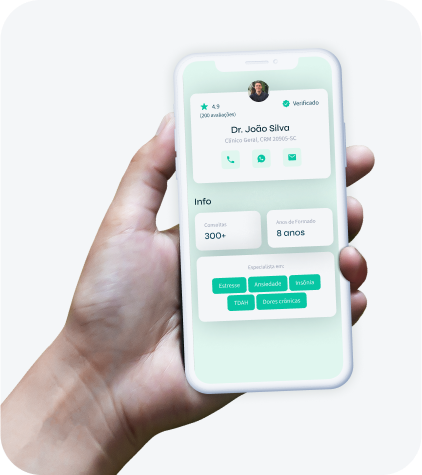 4.9
Verificado
(200 avaliações)
Dr. João Silva
Clínico Geral, CRM 26955-SC
Info
Consultas
300+
Anos de Formado
8 anos
Especialista em:
Estresse
Ansiedade
Insônia
TDAH
Dores crônicas